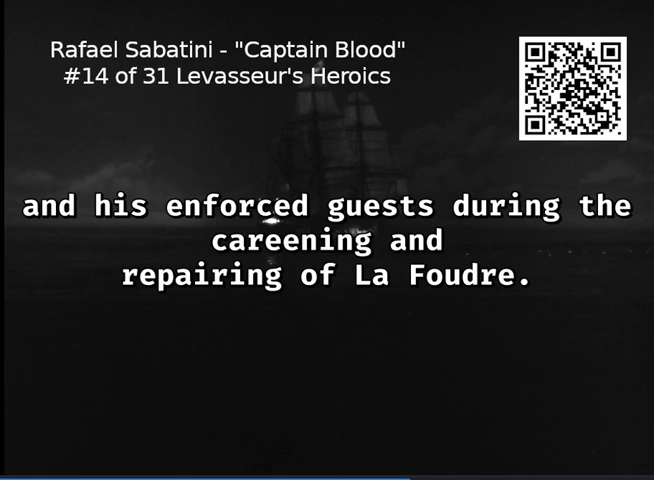 Rafael Sabatini - "Captain Blood"
#14 of 31 Levasseur's Heroics
and his enforced guests during the
careening and
repairing of La Foudre.